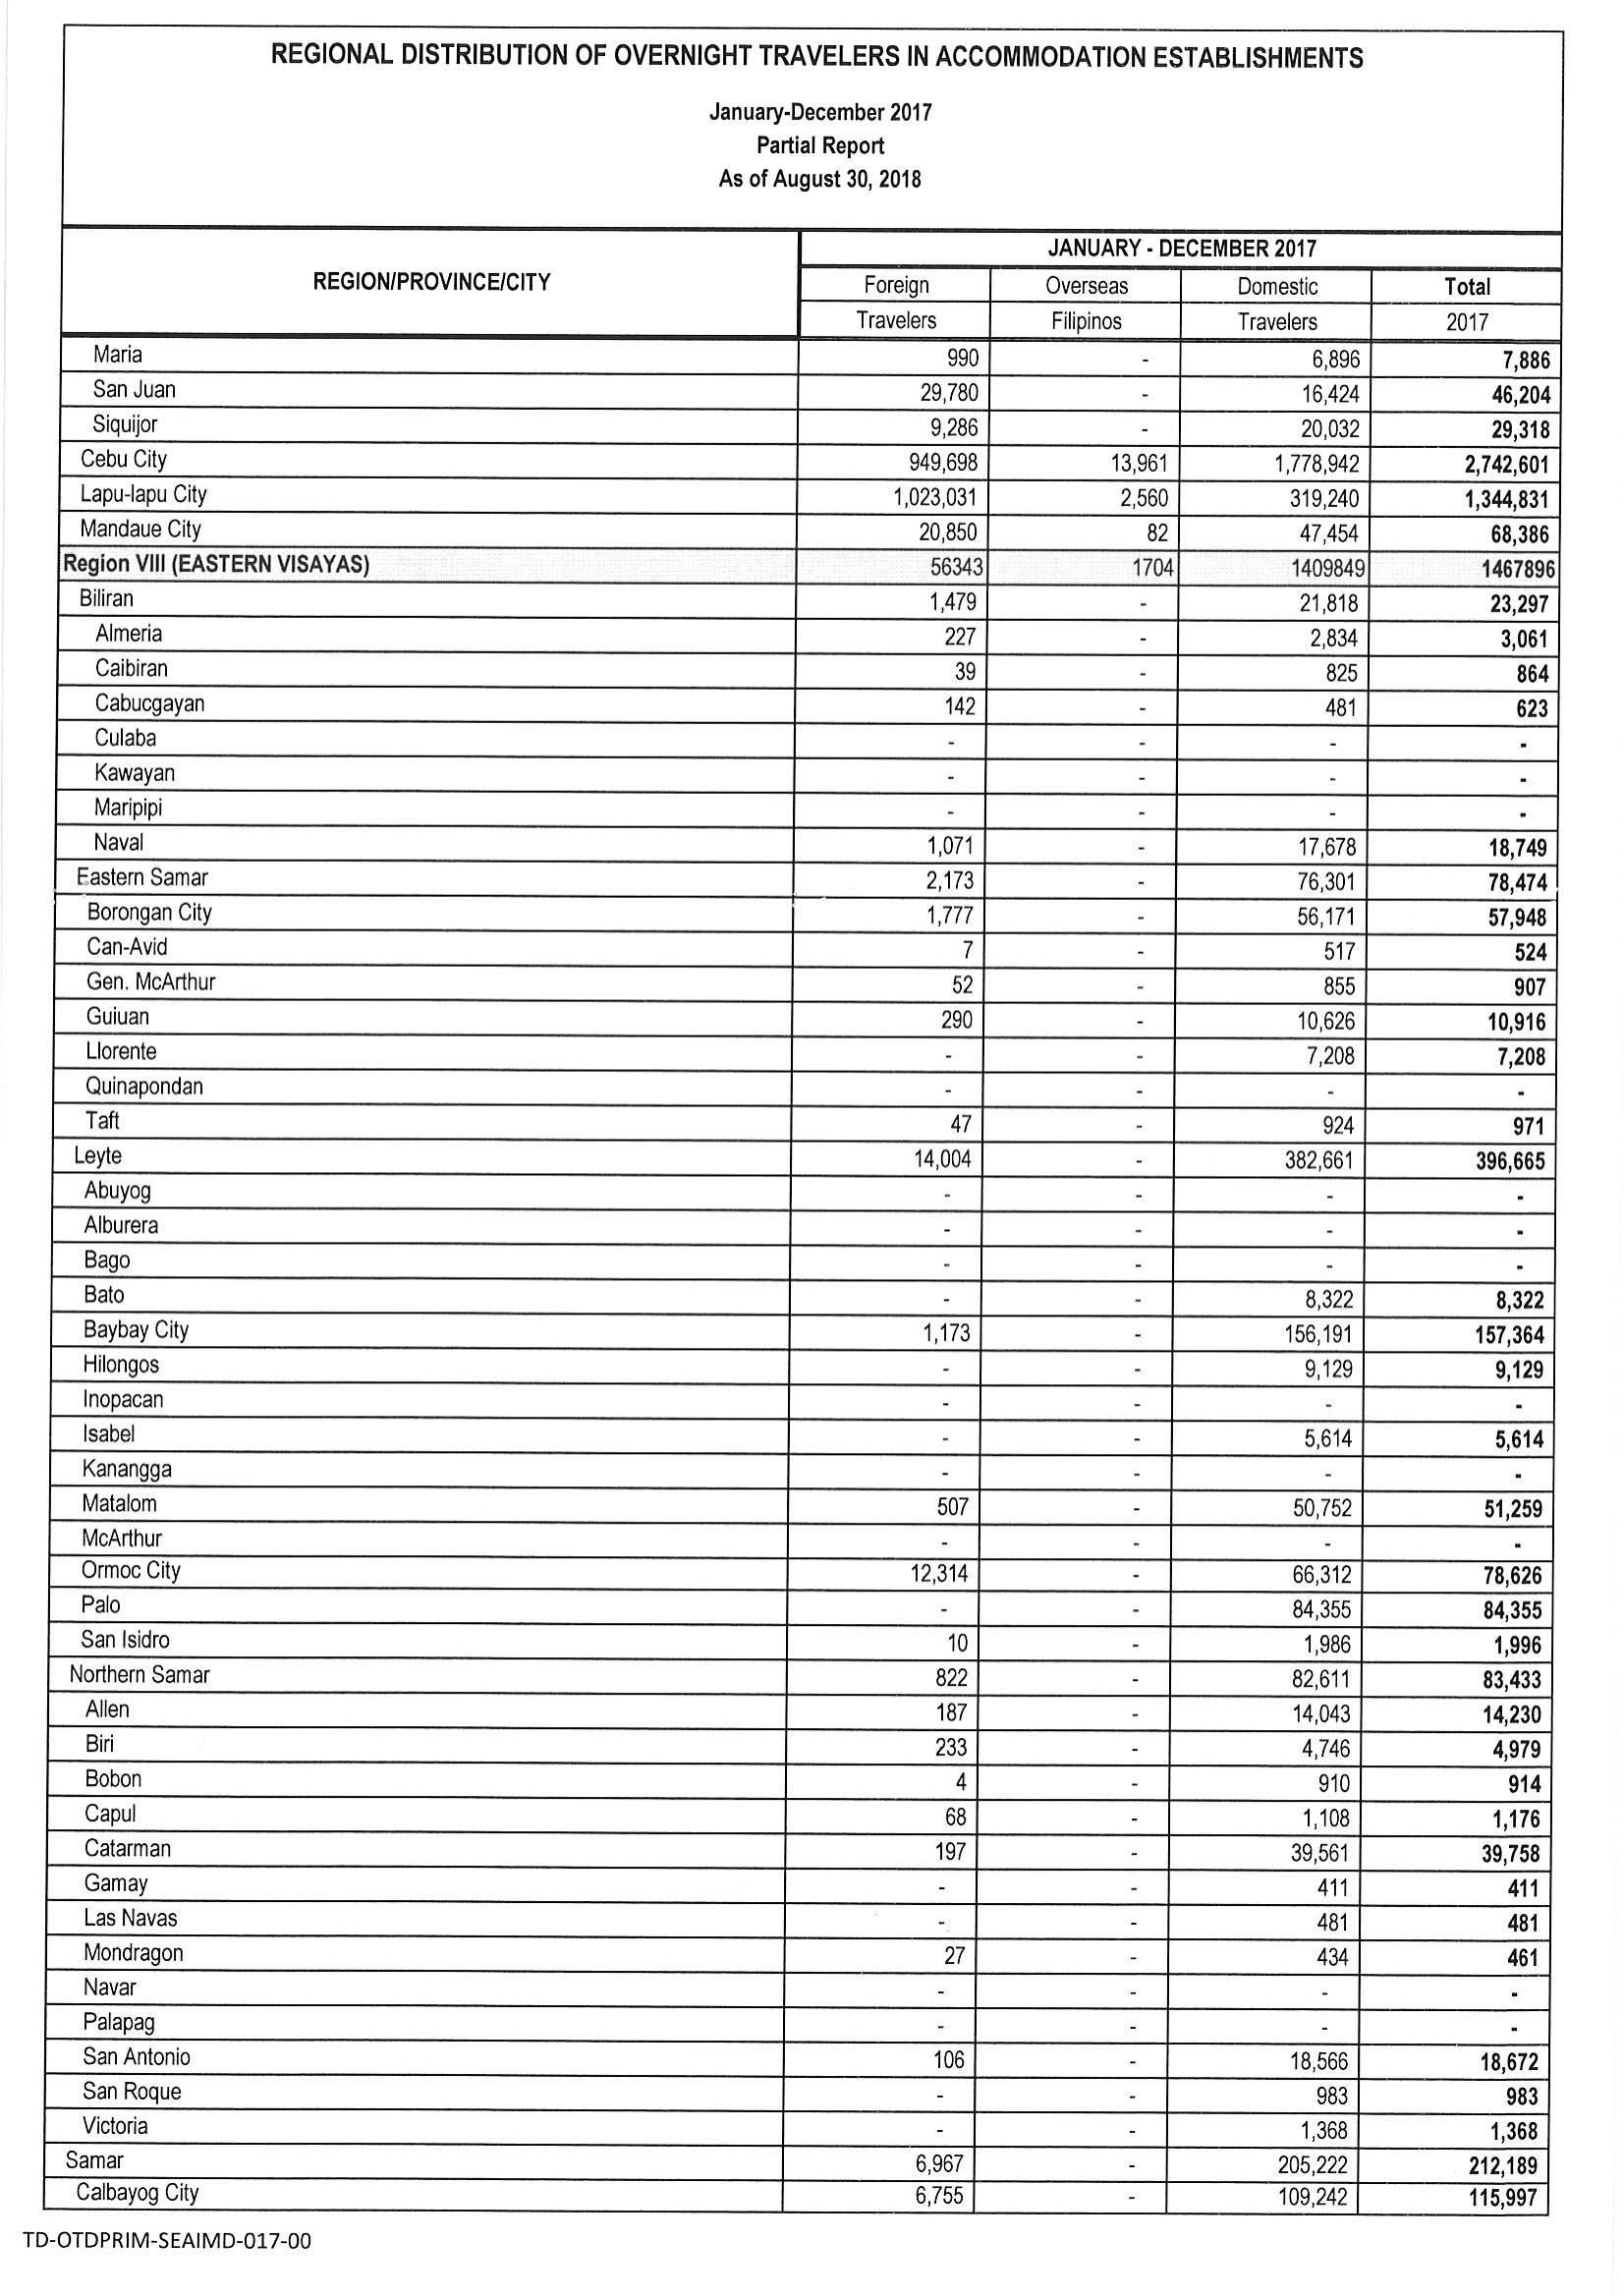 REGIONAL DISTRIBUTION OF OVERNIGHT TRAVELERS IN ACCOMMODATION ESTABLISHMENTS
January-December 2017
Partial Report
As of August 30, 2018
REGION/PROVINCE/CITY
JANUARY - DECEMBER 2017
Foreign Overseas Domestic Total
Travelers Filipinos Travelers 2017
Maria 990 - 6,896 7,886
San Juan 29,780 - 16,424 46,204
Siquijor 9,286 - 20,032 29,318
Cebu City 949,698 13,961 1,778,942 2,742,601
Lapu-lapu City 1,023,031 2,560 319,240 1,344,831
Mandaue City 20,850 82 47,454 68,386
Region VIII (EASTERN VISAYAS) 56343 1704 1409849 1467896
Biliran 1,479 - 21,818 23,297
Almeria 227 - 2,834 3,061
Caibiran 39 - 825 864
Cabucgayan 142 - 481 623
Culaba - - - -
Kawayan - - - -
Maripipi - - - -
Naval 1,071 - 17,678 18,749
Eastern Samar 2,173 - 76,301 78,474
Borongan City 1,777 - 56,171 57,948
Can-Avid 7 - 517 524
Gen. McArthur 52 - 855 907
Guiuan 290 - 10,626 10,916
Llorente - - 7,208 7,208
Quinapondan - - - -
Taft 47 - 924 971
Leyte 14,004 - 382,661 396,665
Abuyog - - - -
Alburera - - - -
Bago - - - -
Bato - - 8,322 8,322
Baybay City 1,173 - 156,191 157,364
Hilongos - - 9,129 9,129
Inopacan - - - -
Isabel - - 5,614 5,614
Kanangga - - - -
Matalom 507 - 50,752 51,259
McArthur - - - -
Ormoc City 12,314 - 66,312 78,626
Palo - - 84,355 84,355
San Isidro 10 - 1,986 1,996
Northern Samar 822 - 82,611 83,433
Allen 187 - 14,043 14,230
Biri 233 - 4,746 4,979
Bobon 4 - 910 914
Capul 68 - 1,108 1,176
Catarman 197 - 39,561 39,758
Gamay - - 411 411
Las Navas - - 481 481
Mondragon 27 - 434 461
Navar - - - -
Palapag - - - -
San Antonio 106 - 18,566 18,672
San Roque - - 983 983
Victoria - - 1,368 1,368
Samar 6,967 - 205,222 212,189
Calbayog City 6,755 - 109,242 115,997
TD-OTDPRIM-SEAIMD-017-00